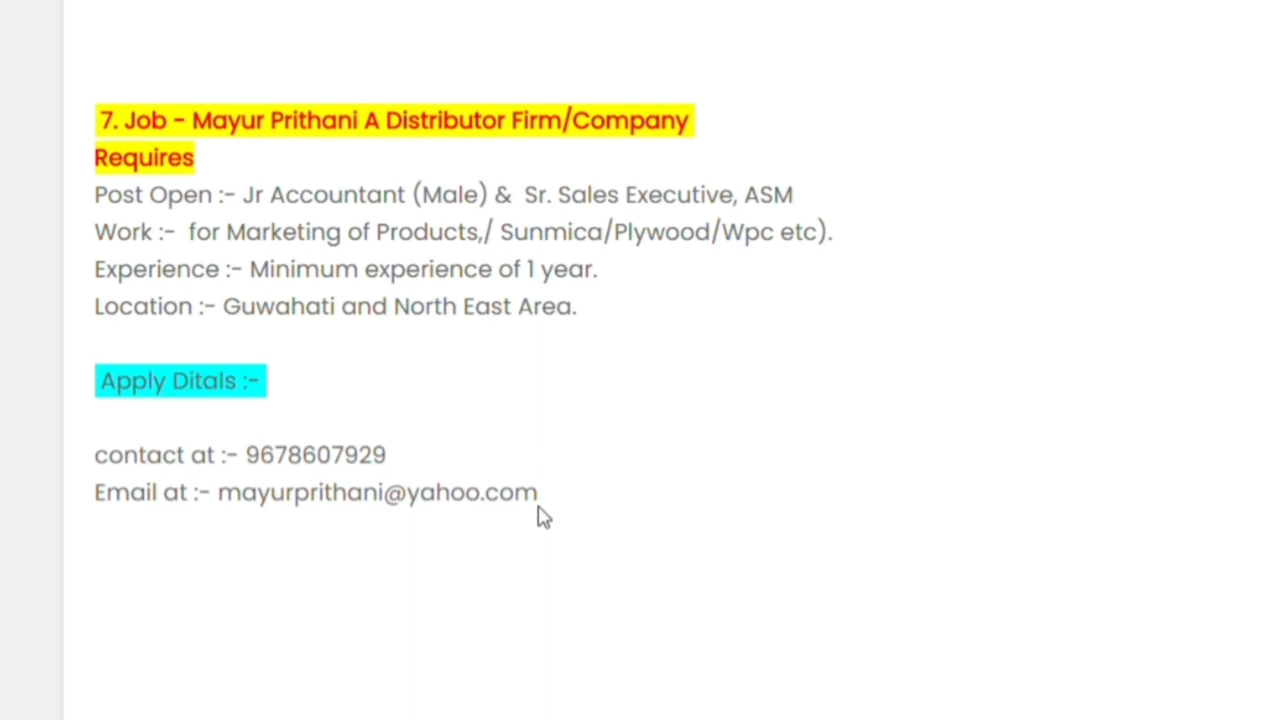 7. Job - Mayur Prithani A Distributor Firm/Company
Requires
Post Open :- Jr Accountant (Male) & Sr. Sales Executive, ASM
Work :- for Marketing of Products,/ Sunmica/Plywood/Wpc etc).
Experience :- Minimum experience of 1 year.
Location :- Guwahati and North East Area.
Apply Ditals :-
contact at :- 9678607929
Email at :- mayurprithani@yahoo.com